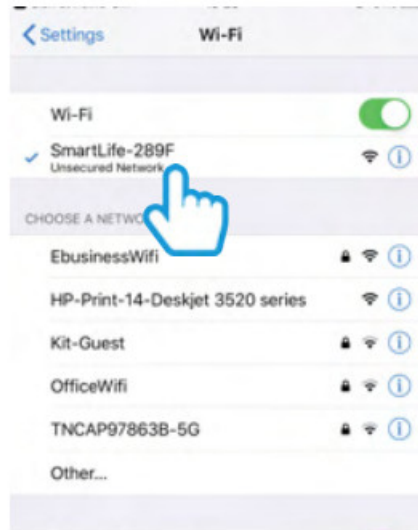 Settings
Wi-Fi
Wi-Fi
SmartLife-289F
Unsecured Network
CHOOSE A
EbusinessWifi
HP-Print-14-Deskjet 3520 series
Kit-Guest
OfficeWifi
TNCAP97863B-5G
Other...